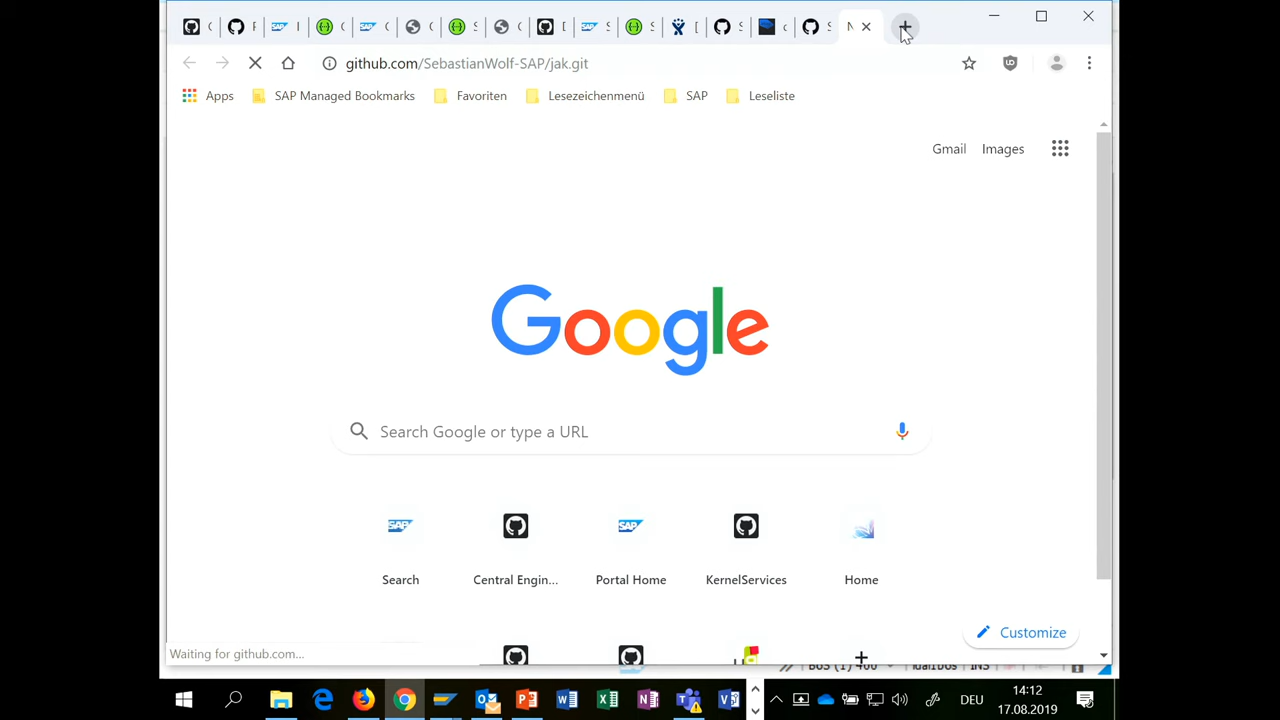 github.com/SebastianWolf-SAP/jak.git
Apps SAP Managed Bookmarks Favoriten Lesezeichenmenü SAP Leseliste
Gmail Images
Google
Search Google or type a URL
SAP SAP
Search Central Engin... Portal Home KernelServices Home
Customize
Waiting for github.com...
DEU
14:12
17.08.2019